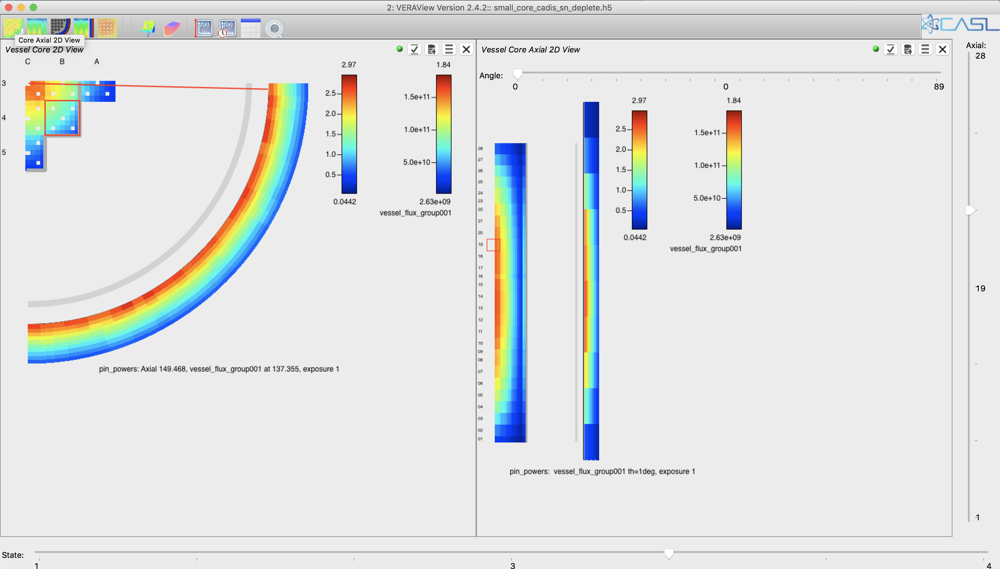 2: VERAView Version 2.4.2:: small_core_cadis_sn_deplete.h5
CASL
Core Axial 2D View
Vessel Core 2D View
C B A
3
4
5
2.97
2.5
2.0
1.5
1.0
0.5
0.0442
1.84
1.5e+11
1.0e+11
5.0e+10
2.63e+09
vessel_flux_group001
pin_powers: Axial 149.468, vessel_flux_group001 at 137.355, exposure 1
Vessel Core Axial 2D View
Angle:
0 0 89
28
27
26
25
24
23
22
21
20
19
18
17
16
15
14
13
12
11
10
09
08
07
06
05
04
03
02
01
2.97
2.5
2.0
1.5
1.0
0.5
0.0442
1.84
1.5e+11
1.0e+11
5.0e+10
2.63e+09
vessel_flux_group001
pin_powers: vessel_flux_group001 th=1deg, exposure 1
Axial:
28
19
1
State:
1 3 4